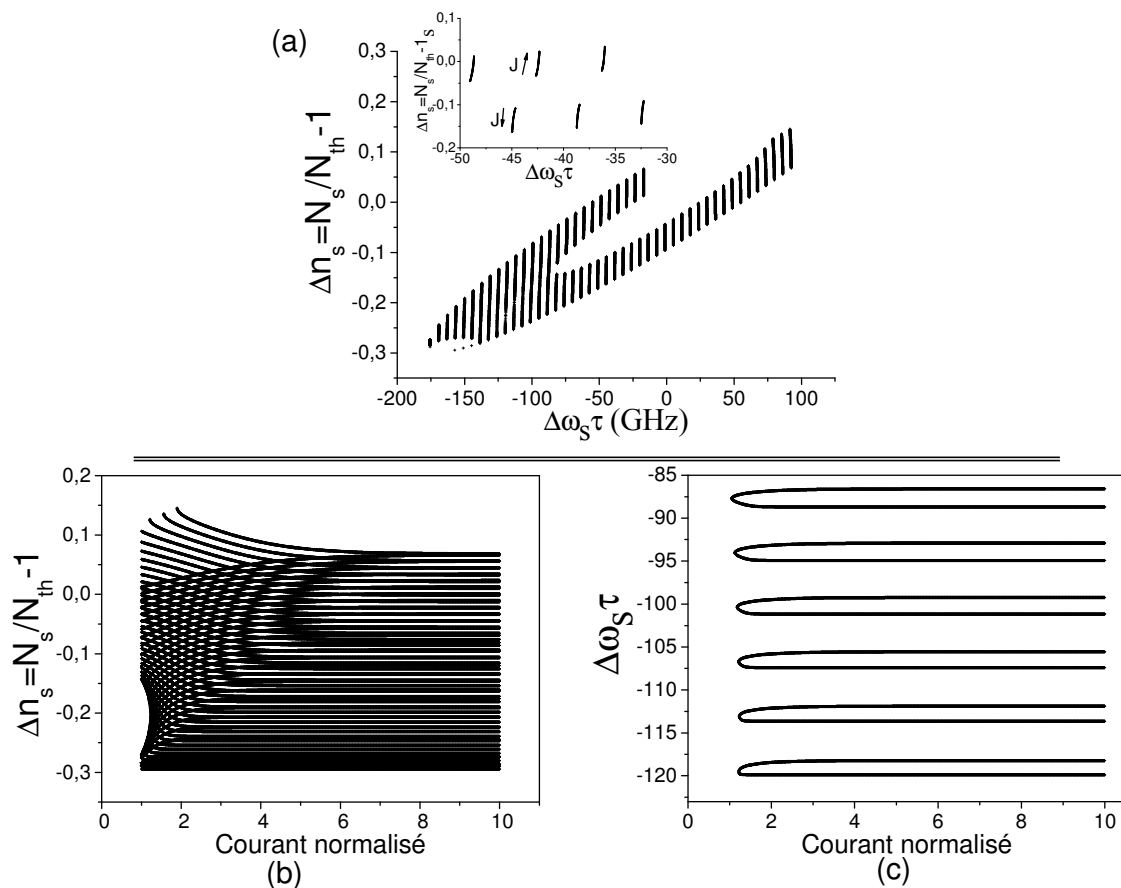 (a)
Δn_s=N_s/N_th-1
0,3
0,2
0,1
0,0
-0,1
-0,2
-0,3
-200 -150 -100 -50 0 50 100
Δω_Sτ (GHz)
Δn_s=N_s/N_th-1_S
0,1
0,0
-0,1
-0,2
J
J
-50 -45 -40 -35 -30
Δω_Sτ
Δn_s=N_s/N_th-1
0,2
0,1
0,0
-0,1
-0,2
-0,3
0 2 4 6 8 10
Courant normalisé
(b)
Δω_Sτ
-85
-90
-95
-100
-105
-110
-115
-120
0 2 4 6 8 10
Courant normalisé
(c)